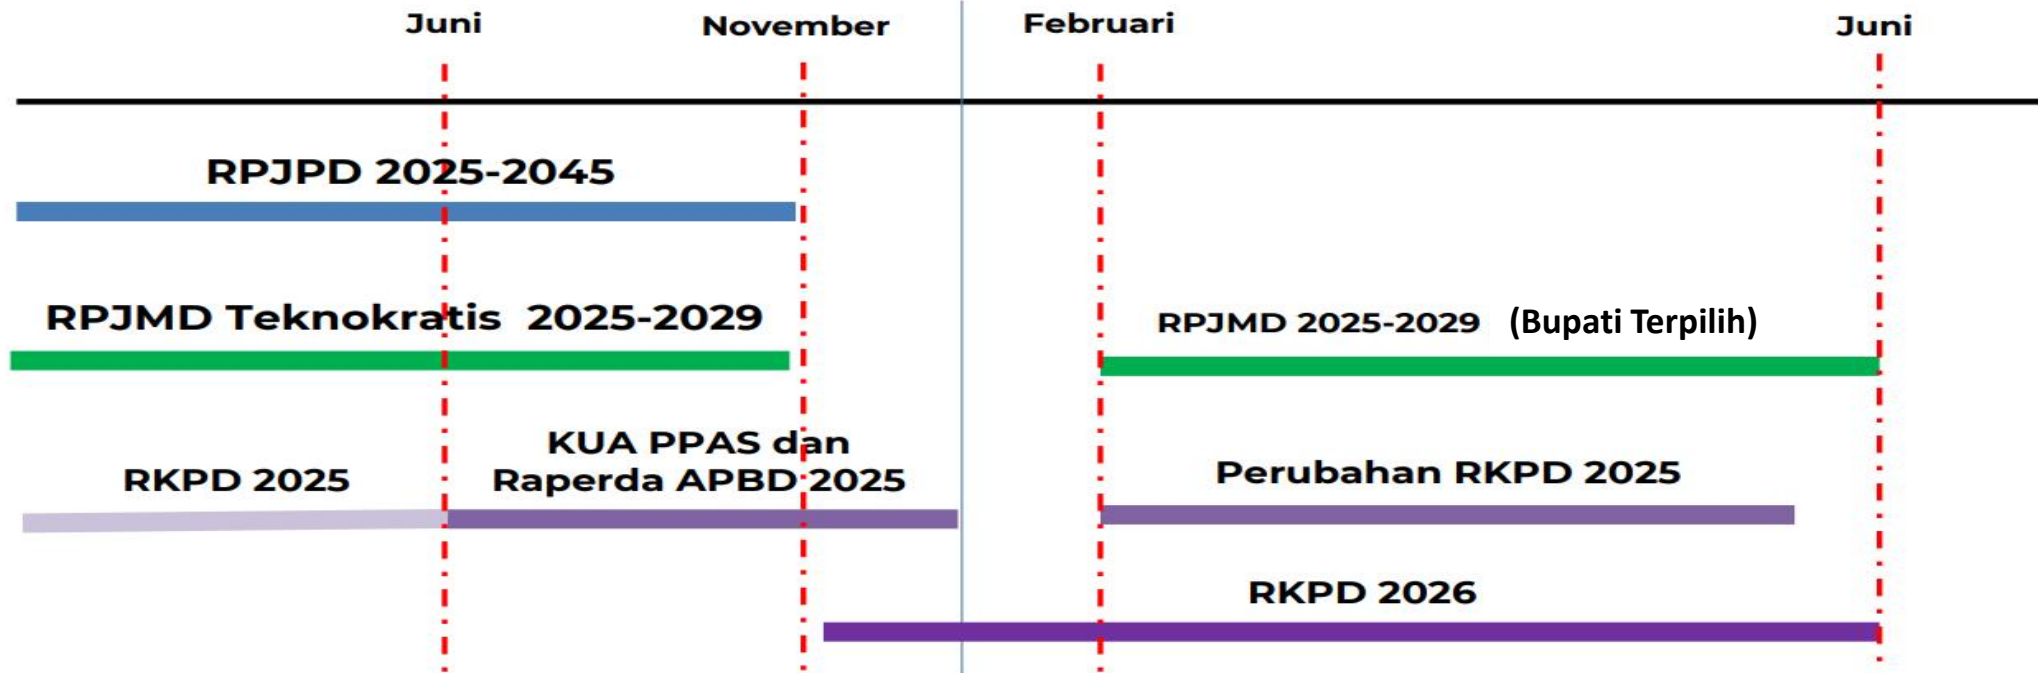 Juni
November
Februari
Juni
RPJPD 2025-2045
RPJMD Teknokratis 2025-2029
RPJMD 2025-2029 (Bupati Terpilih)
RKPD 2025
KUA PPAS dan
Raperda APBD 2025
Perubahan RKPD 2025
RKPD 2026